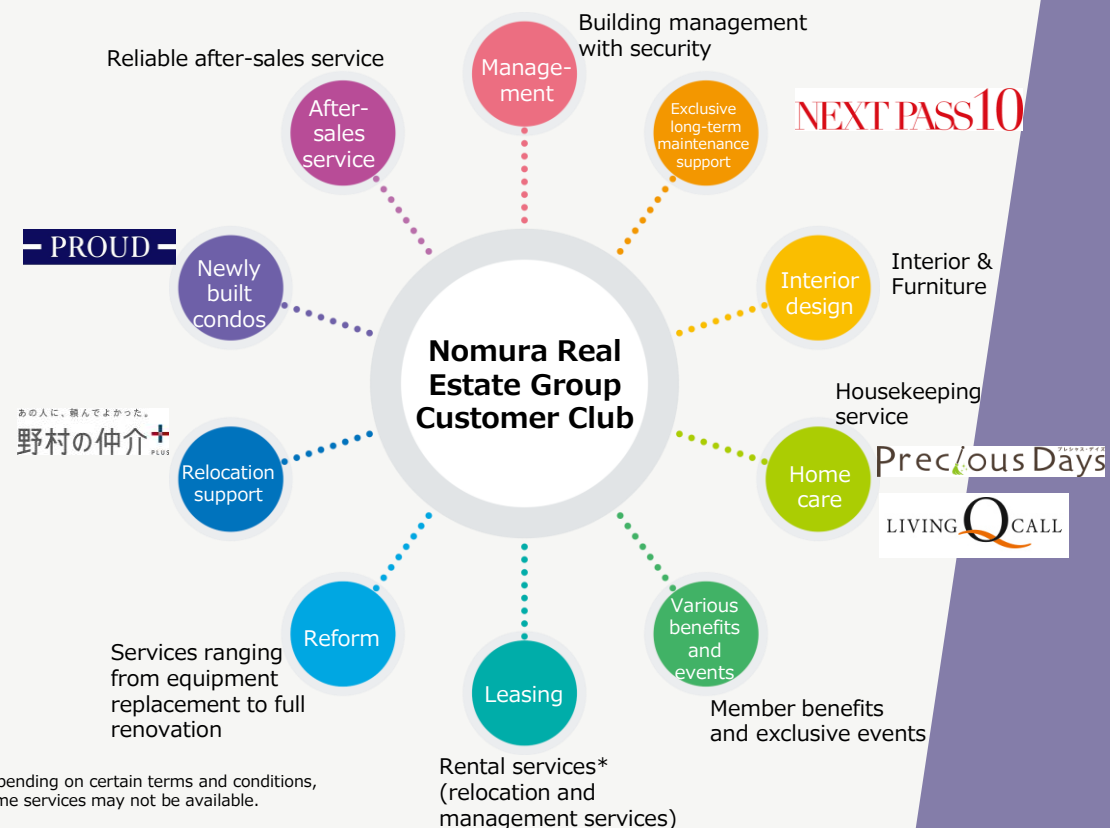 Building management
with security
Reliable after-sales service
Manage-
ment
After-
sales
service
Exclusive
long-term
maintenance
support
NEXT PASS 10
PROUD
Newly
built
condos
Interior
design
Interior &
Furniture
Nomura Real
Estate Group
Customer Club
Housekeeping
service
あの人に、頼んでよかった。
野村の仲介+
PLUS
Relocation
support
Home
care
プレシャス・デイズ
Precious Days
LIVING Q CALL
Various
benefits
and
events
Reform
Services ranging
from equipment
replacement to full
renovation
Leasing
Member benefits
and exclusive events
Rental services*
(relocation and
management services)
pending on certain terms and conditions,
me services may not be available.